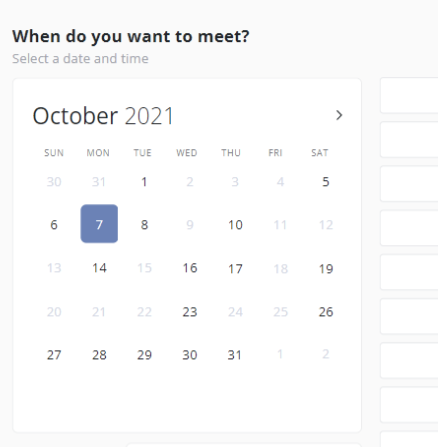 When do you want to meet?
Select a date and time
October 2021 >
SUN MON TUE WED THU FRI SAT
30 31 1 2 3 4 5
6 7 8 9 10 11 12
13 14 15 16 17 18 19
20 21 22 23 24 25 26
27 28 29 30 31 1 2